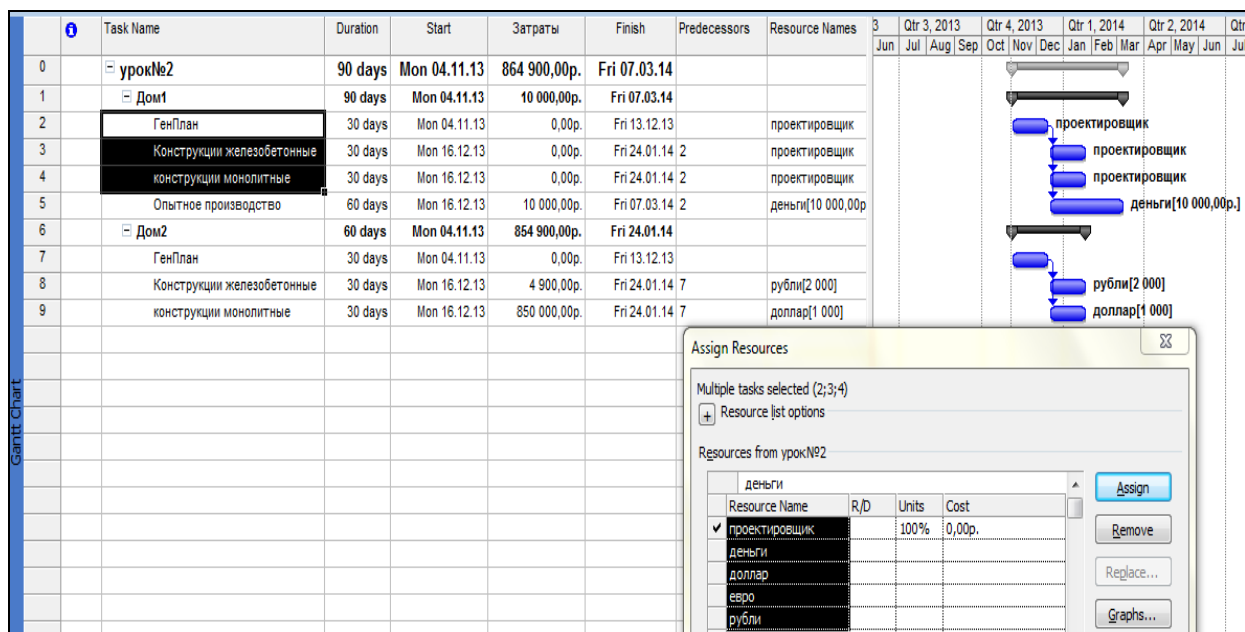 Task Name Duration Start Затраты Finish Predecessors Resource Names 3 Qtr 3, 2013 Qtr 4, 2013 Qtr 1, 2014 Qtr 2, 2014 Qtr
Jun Jul Aug Sep Oct Nov Dec Jan Feb Mar Apr May Jun Jul
0 урок№2 90 days Mon 04.11.13 864 900,00р. Fri 07.03.14
1 Дом1 90 days Mon 04.11.13 10 000,00р. Fri 07.03.14
2 ГенПлан 30 days Mon 04.11.13 0,00р. Fri 13.12.13 проектировщик проектировщик
3 Конструкции железобетонные 30 days Mon 16.12.13 0,00р. Fri 24.01.14 2 проектировщик проектировщик
4 конструкции монолитные 30 days Mon 16.12.13 0,00р. Fri 24.01.14 2 проектировщик проектировщик
5 Опытное производство 60 days Mon 16.12.13 10 000,00р. Fri 07.03.14 2 деньги[10 000,00р деньги[10 000,00р.]
6 Дом2 60 days Mon 04.11.13 854 900,00р. Fri 24.01.14
7 ГенПлан 30 days Mon 04.11.13 0,00р. Fri 13.12.13
8 Конструкции железобетонные 30 days Mon 16.12.13 4 900,00р. Fri 24.01.14 7 рубли[2 000] рубли[2 000]
9 конструкции монолитные 30 days Mon 16.12.13 850 000,00р. Fri 24.01.14 7 доллар[1 000] доллар[1 000]
Gantt Chart
Assign Resources
Multiple tasks selected (2;3;4)
+ Resource list options
Resources from урок№2
деньги
Assign
Resource Name R/D Units Cost
проектировщик 100% 0,00р.
Remove
деньги
доллар
Replace...
евро
рубли
Graphs...